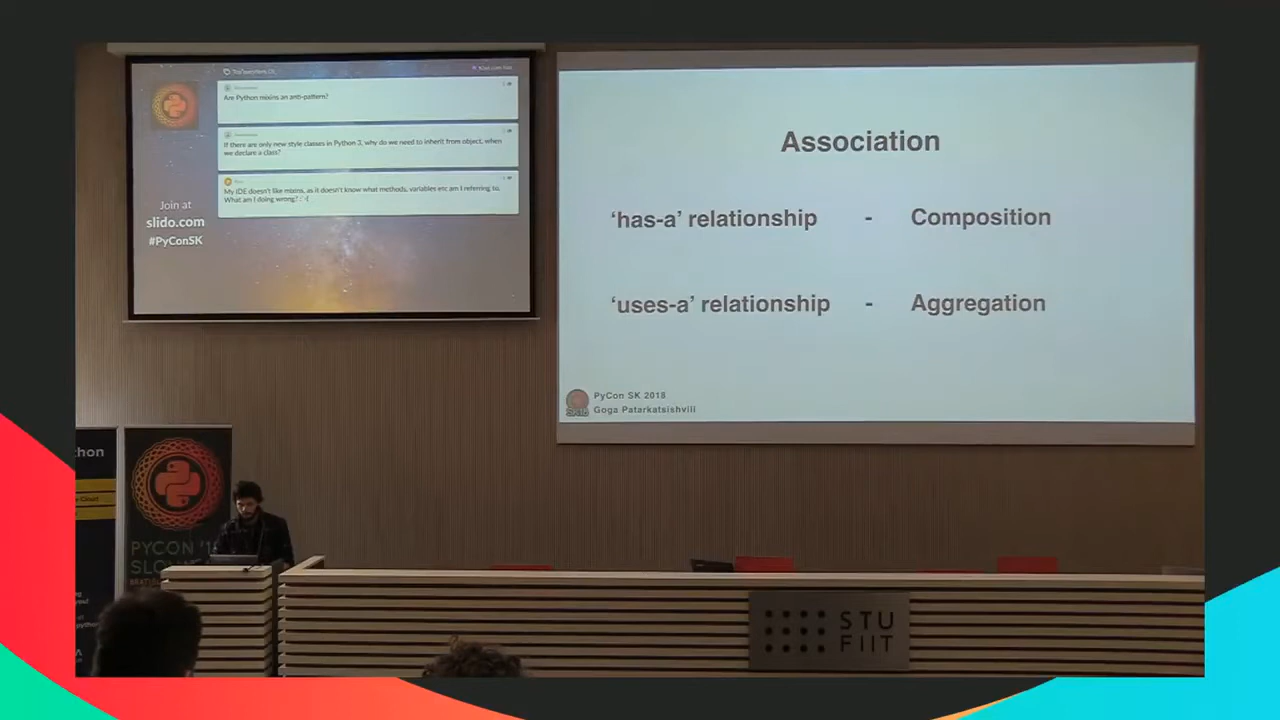 Are Python mixins an anti-pattern?
If there are only new style classes in Python 3, why do we need to inherit from object, when
we declare a class?
My IDE doesn't like mixins, as it doesn't know what methods, variables etc am I referring to.
What am I doing wrong? :'-(
Join at
slido.com
#PyConSK
Association
'has-a' relationship - Composition
'uses-a' relationship - Aggregation
PyCon SK 2018
Goga Patarkatsishvili
thon
PYCON '1
STU
FIIT